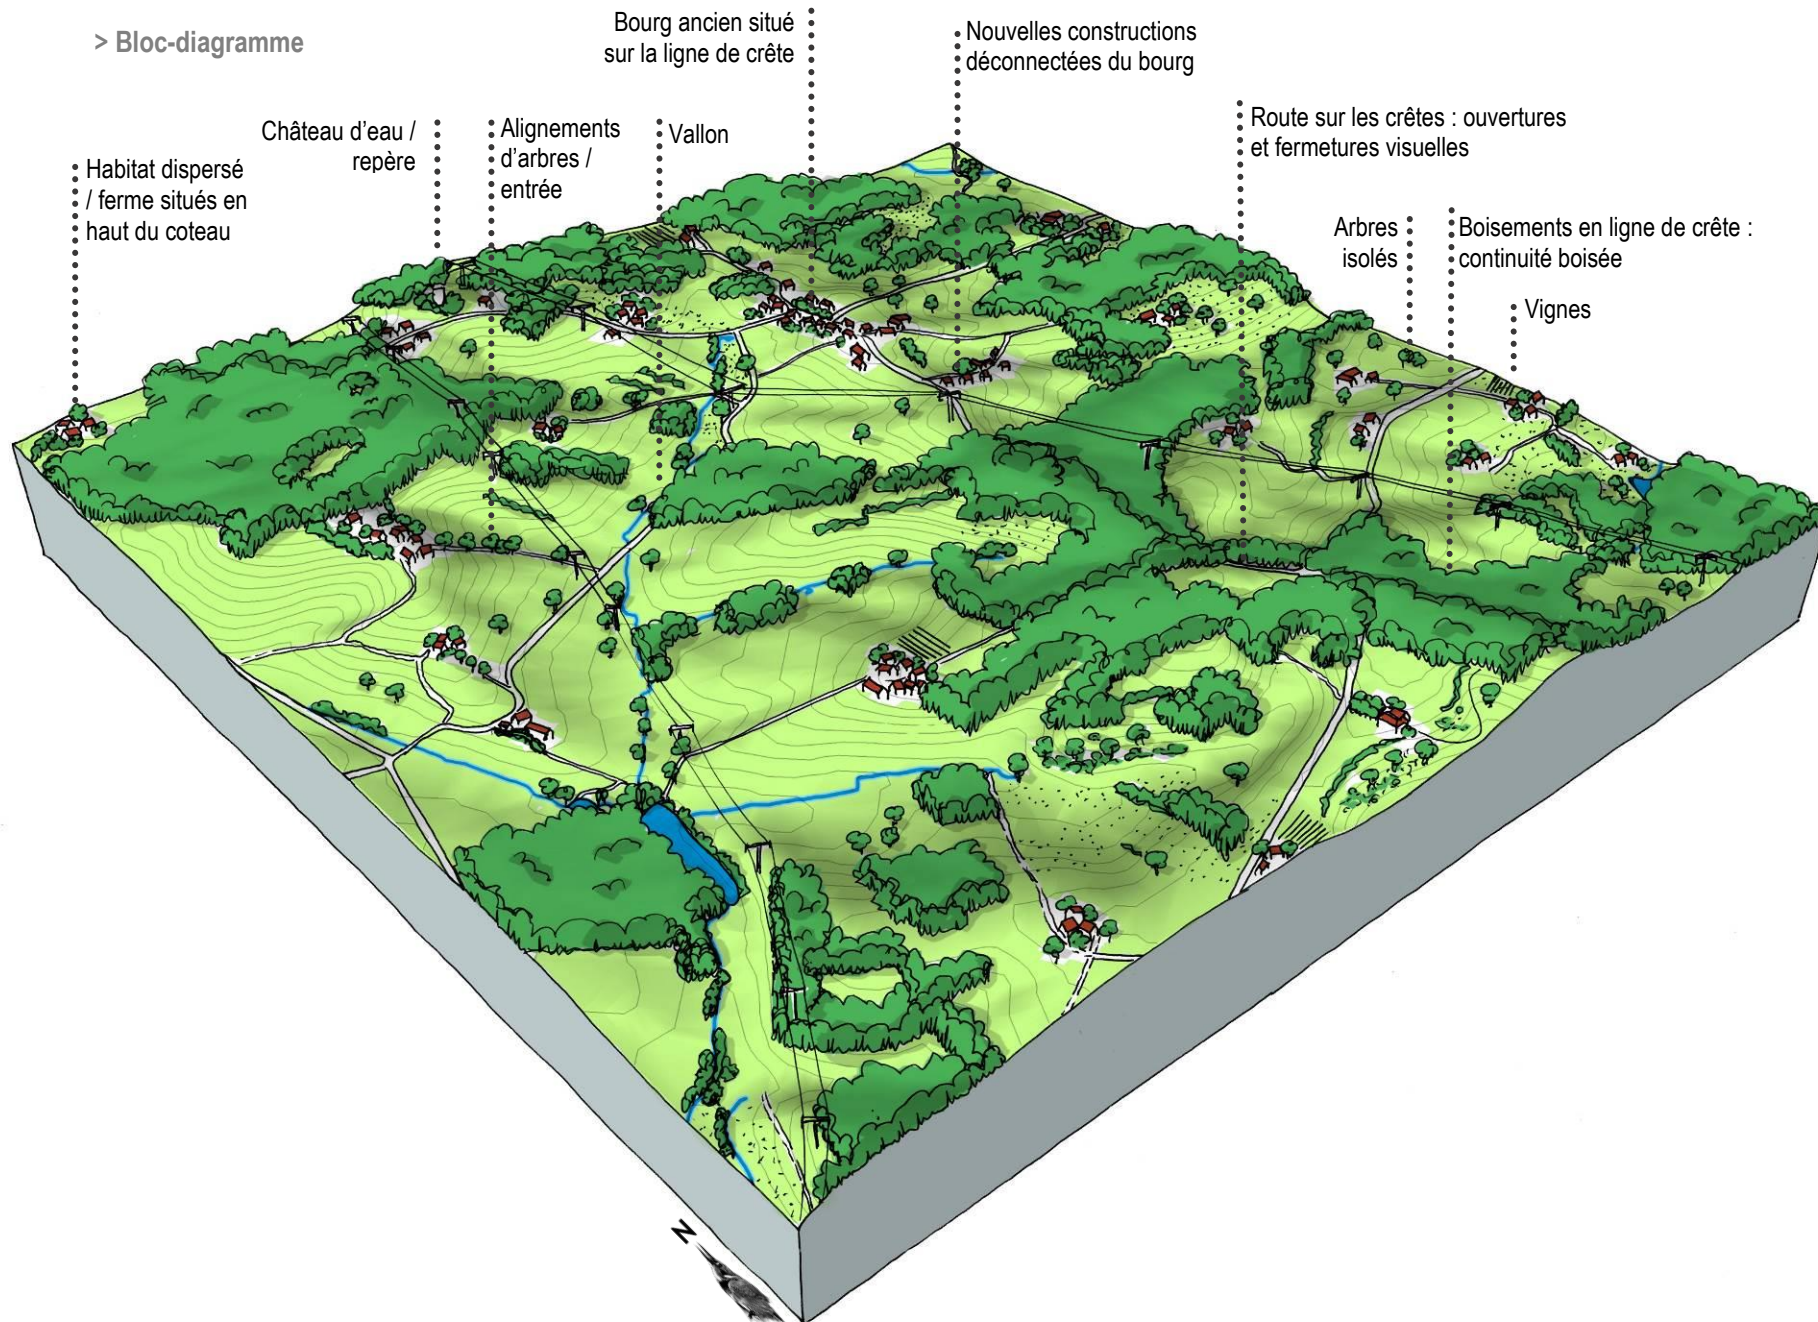 > Bloc-diagramme
Bourg ancien situé
sur la ligne de crête
Nouvelles constructions
déconnectées du bourg
Château d'eau /
repère
Alignements
d'arbres /
entrée
Vallon
Route sur les crêtes : ouvertures
et fermetures visuelles
Habitat dispersé
/ ferme situés en
haut du coteau
Arbres
isolés
Boisements en ligne de crête :
continuité boisée
Vignes
N